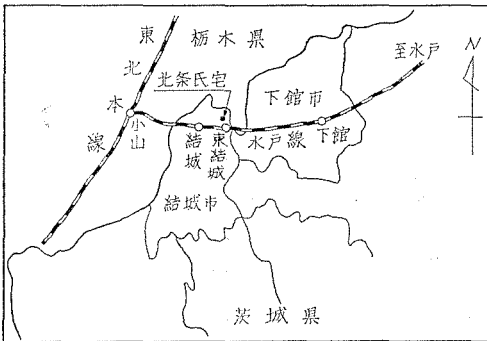 東北本線
栃木県
至水戸
N
北条氏宅
下館市
小山
結城
東結城
水戸線
下館
結城市
茨城県